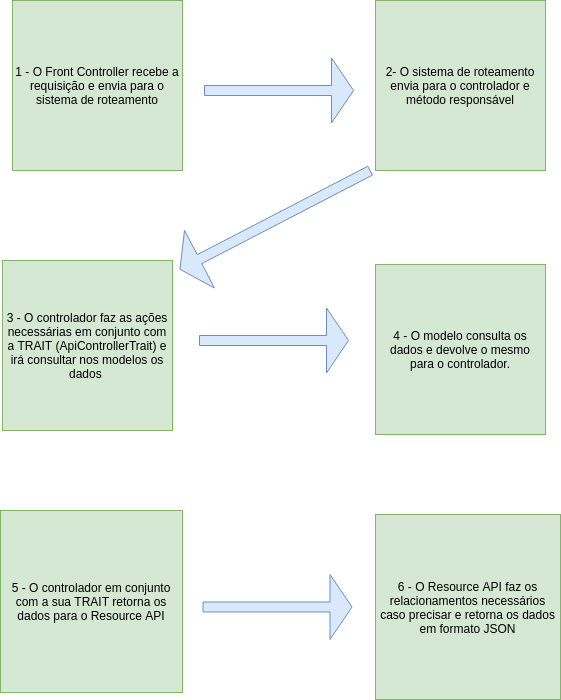 1 - O Front Controller recebe a
requisição e envia para o
sistema de roteamento
2- O sistema de roteamento
envia para o controlador e
método responsável
3 - O controlador faz as ações
necessárias em conjunto com
a TRAIT (ApiControllerTrait) e
irá consultar nos modelos os
dados
4 - O modelo consulta os
dados e devolve o mesmo
para o controlador.
5 - O controlador em conjunto
com a sua TRAIT retorna os
dados para o Resource API
6 - O Resource API faz os
relacionamentos necessários
caso precisar e retorna os dados
em formato JSON